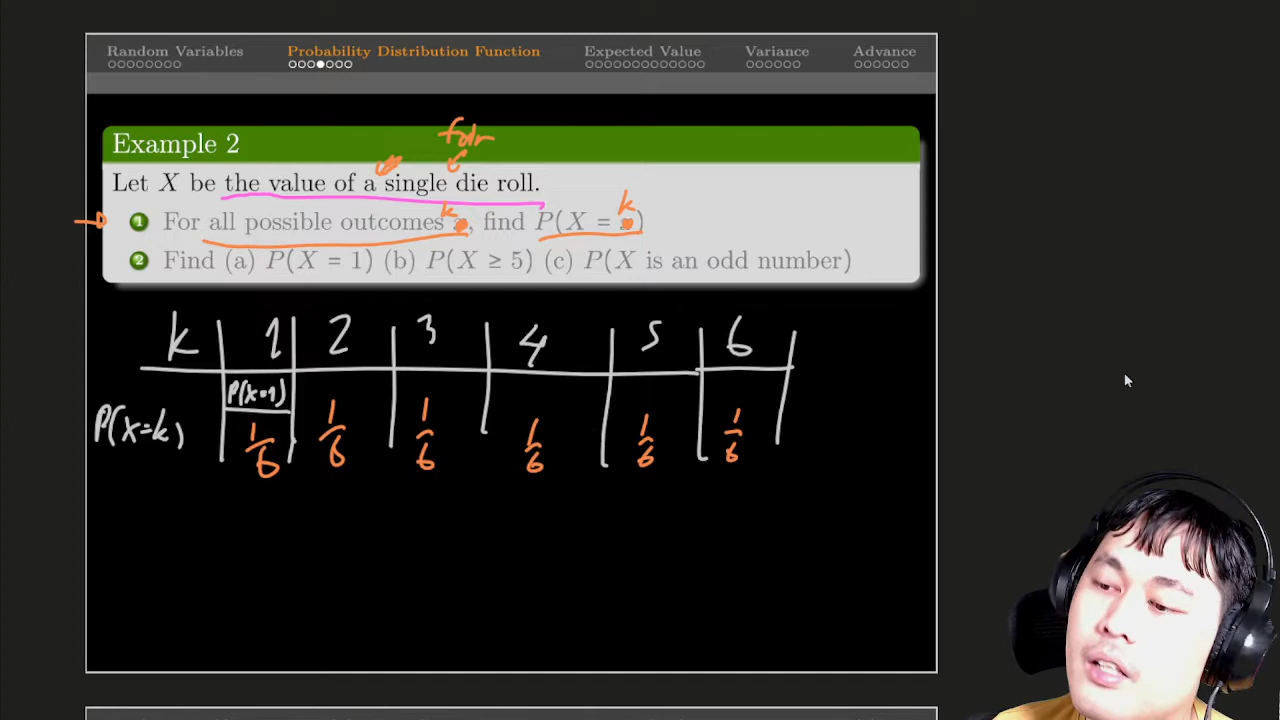 Random Variables Probability Distribution Function Expected Value Variance Advance
Example 2
Let X be the value of a single die roll.
1 For all possible outcomes k, find P(X = k)
2 Find (a) P(X = 1) (b) P(X ≥ 5) (c) P(X is an odd number)
k 1 2 3 4 5 6
P(X=1)
P(X=k) 1/6 1/6 1/6 1/6 1/6 1/6